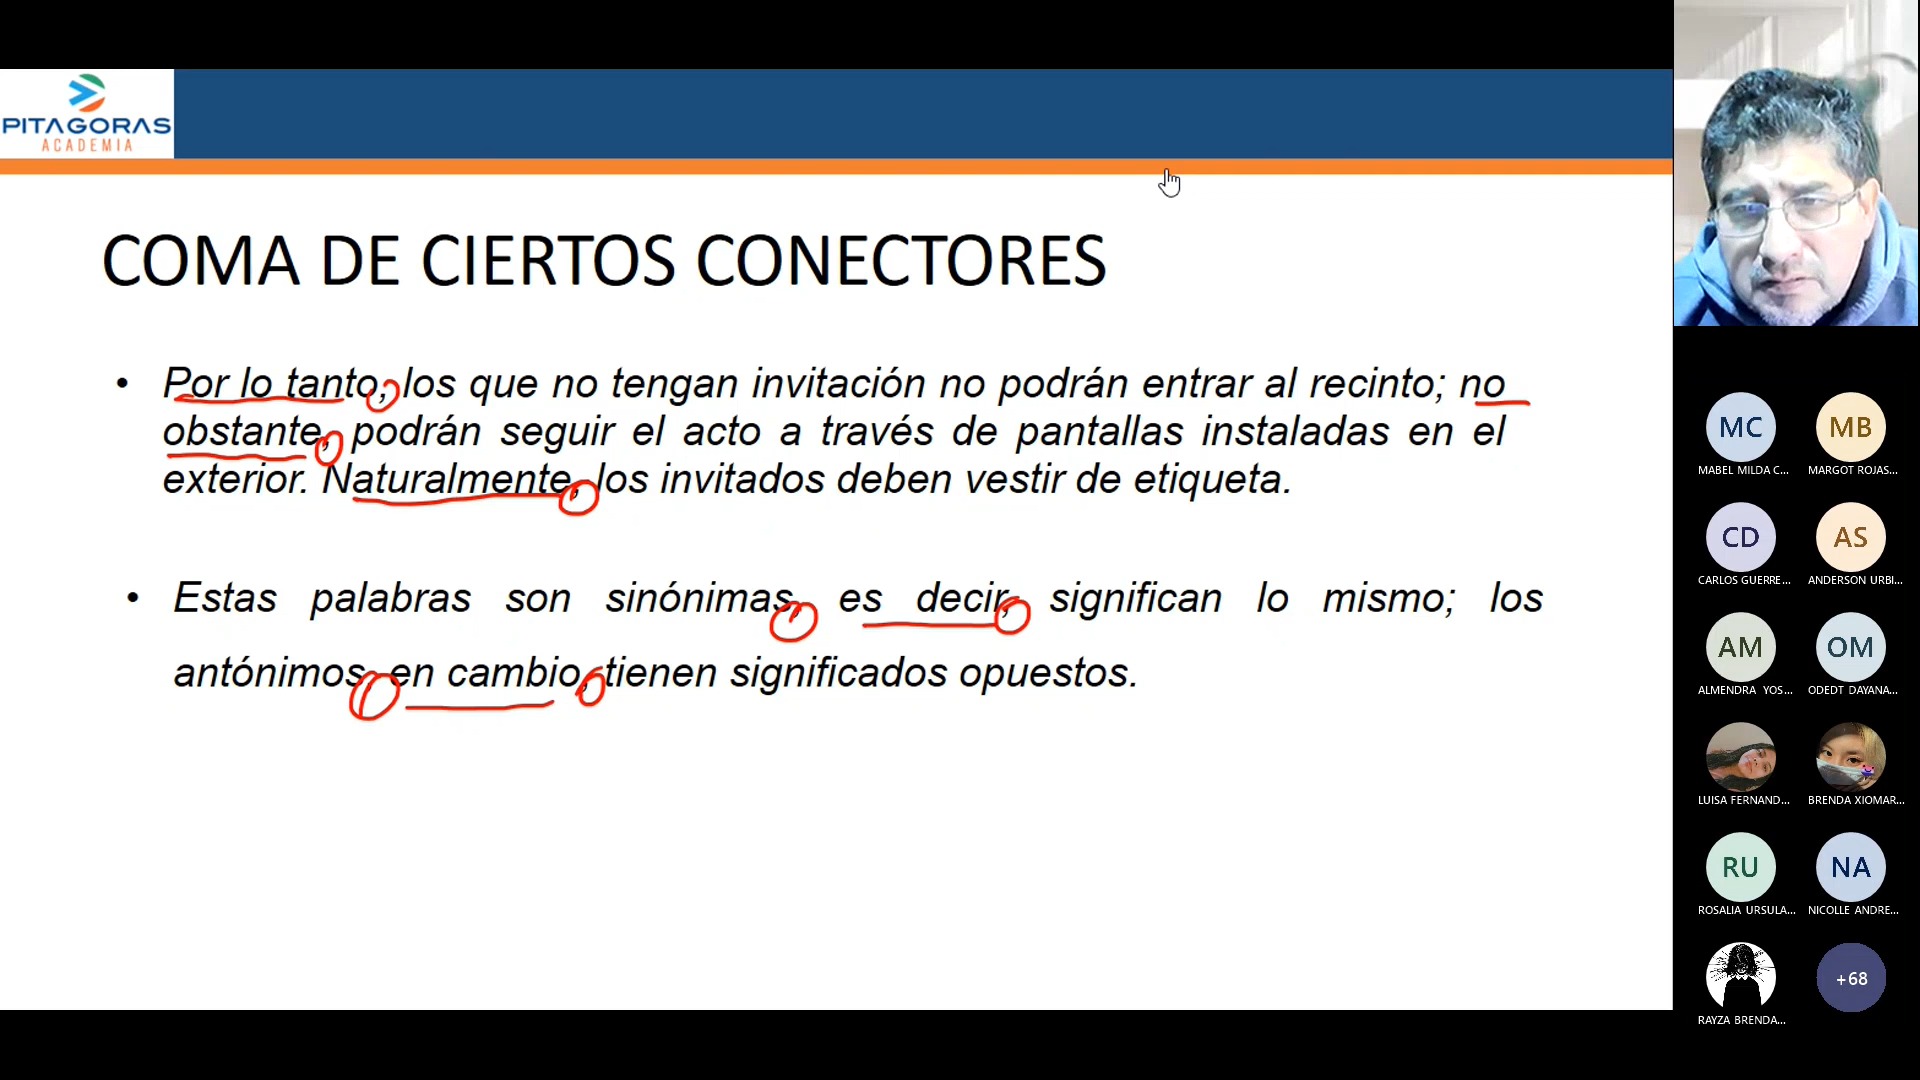 PITAGORAS
ACADEMIA
COMA DE CIERTOS CONECTORES
• Por lo tanto, los que no tengan invitación no podrán entrar al recinto; no
obstante, podrán seguir el acto a través de pantallas instaladas en el
exterior. Naturalmente, los invitados deben vestir de etiqueta.
• Estas palabras son sinónimas, es decir, significan lo mismo; los
antónimos, en cambio, tienen significados opuestos.
MC
MABEL MILDA C...
MB
MARGOT ROJAS...
CD
CARLOS GUERRE...
AS
ANDERSON URBI...
AM
ALMENDRA YOS...
OM
ODEDT DAYANA...
LUISA FERNAND...
BRENDA XIOMAR...
RU
ROSALIA URSULA...
NA
NICOLLE ANDRE...
RAYZA BRENDA...
+68